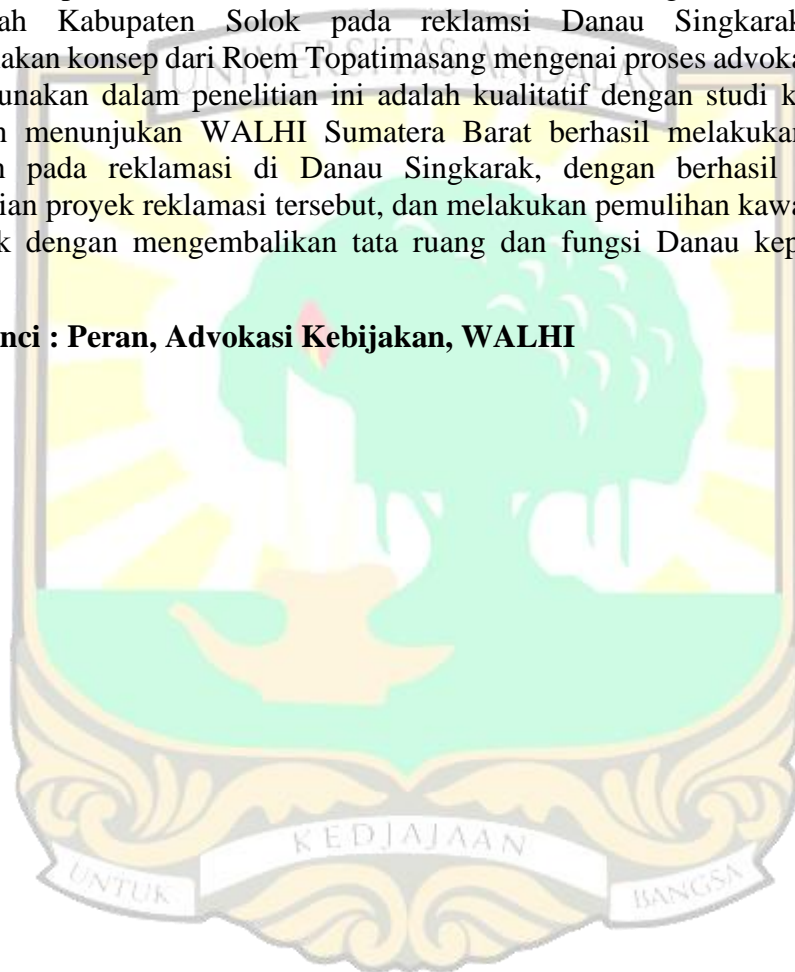 ah Kabupaten Solok pada reklamsi Danau Singkarak
akan konsep dari Roem Topatimasang mengenai proses advoka
unakan dalam penelitian ini adalah kualitatif dengan studi k
n menunjukan WALHI Sumatera Barat berhasil melakukan
n pada reklamasi di Danau Singkarak, dengan berhasil
ian proyek reklamasi tersebut, dan melakukan pemulihan kawa
k dengan mengembalikan tata ruang dan fungsi Danau kep
nci : Peran, Advokasi Kebijakan, WALHI
UNIVERSITAS ANDALAS
KEDJAJAAN
UNTUK
BANGSA